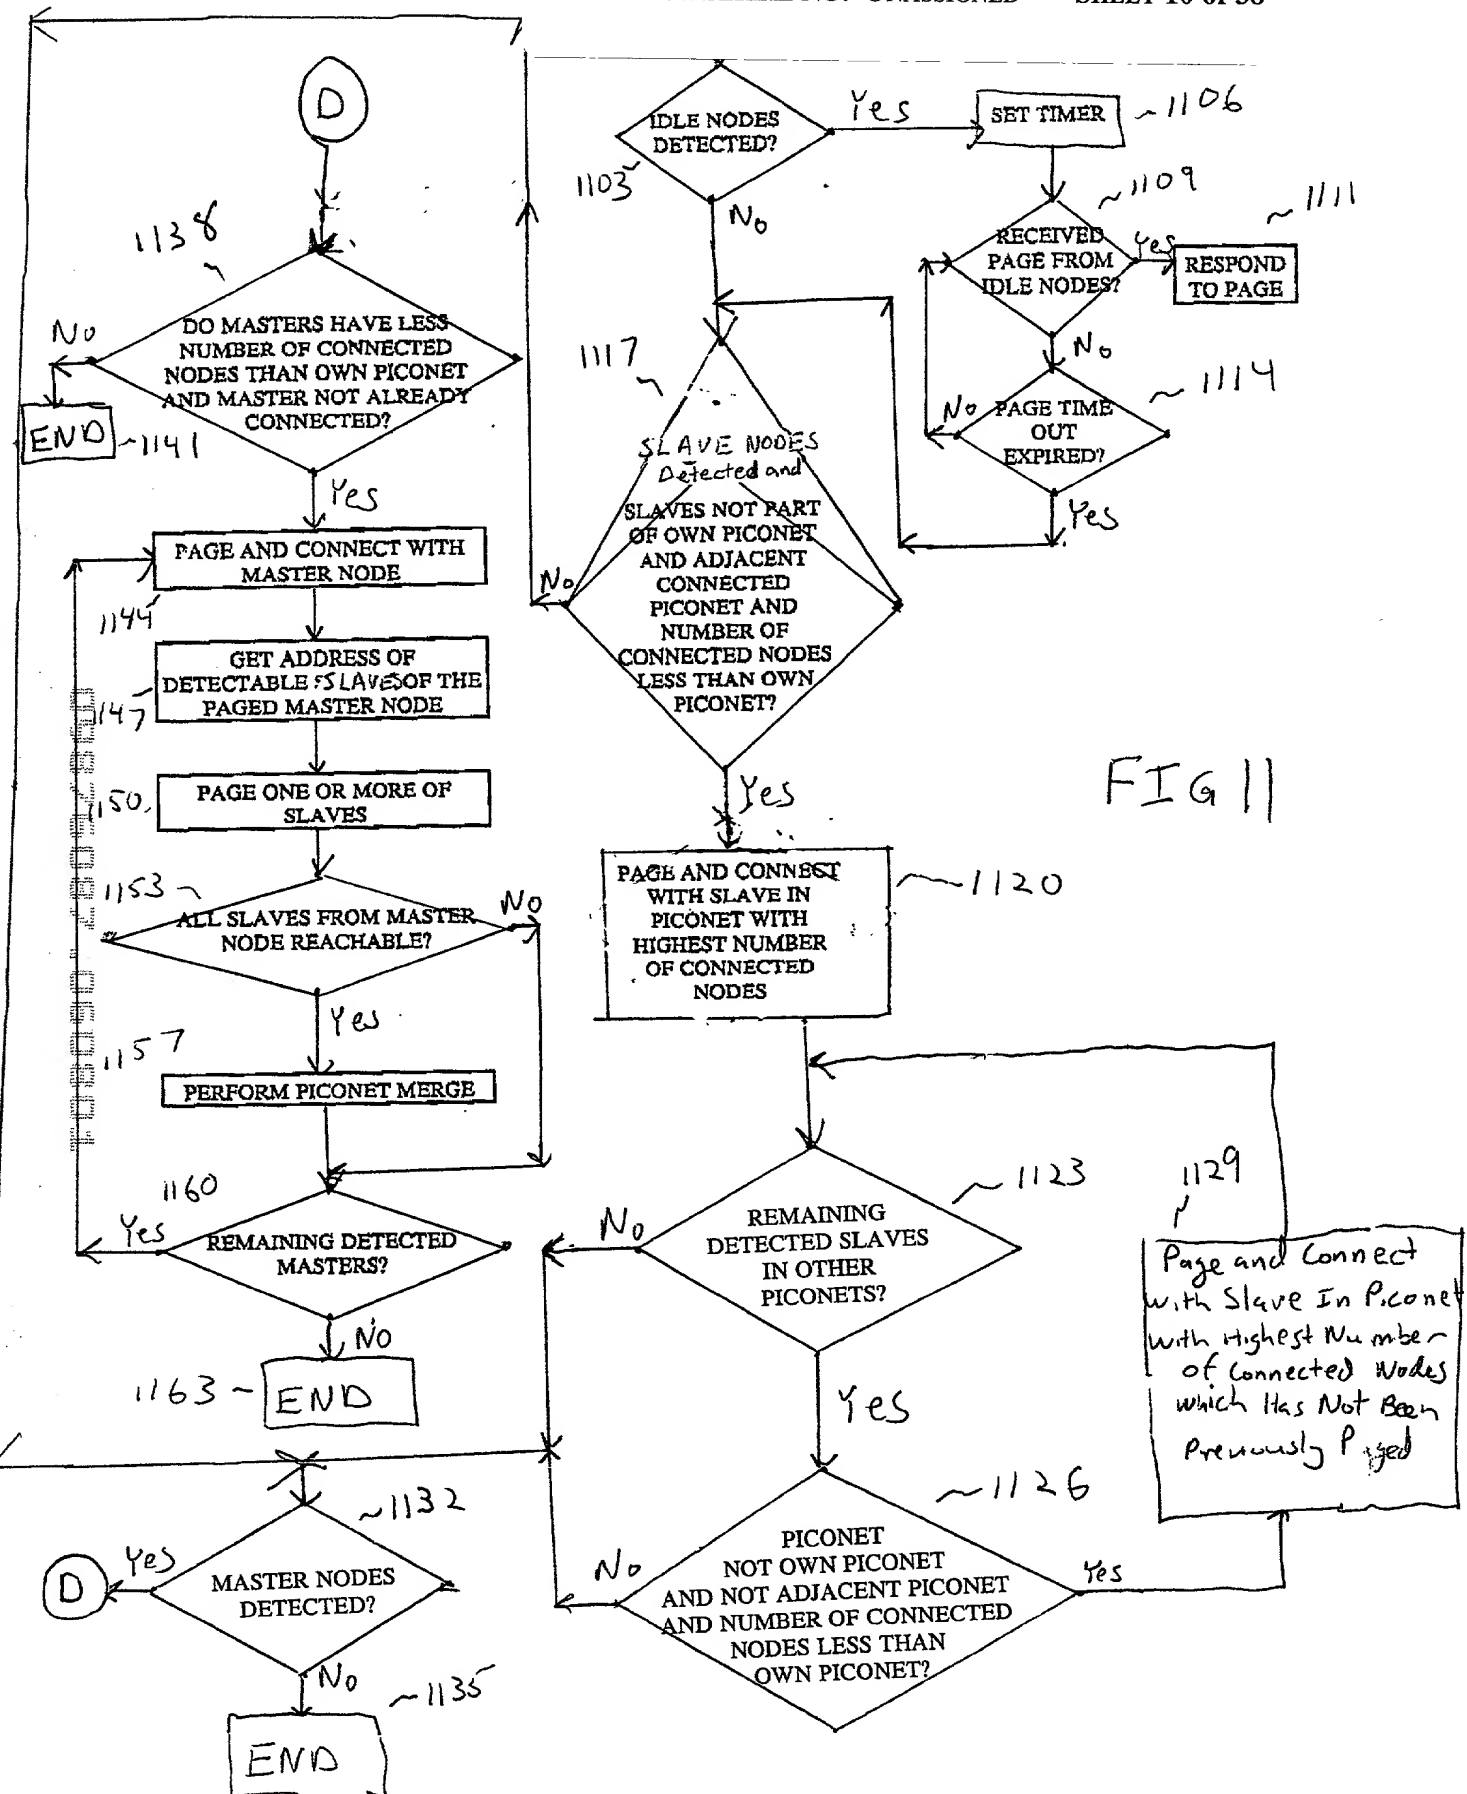 UNASSIGNED
SHEET 10 of 38
D
1138
DO MASTERS HAVE LESS
NUMBER OF CONNECTED
NODES THAN OWN PICONET
AND MASTER NOT ALREADY
CONNECTED?
No
END
1141
Yes
PAGE AND CONNECT WITH
MASTER NODE
1144
GET ADDRESS OF
DETECTABLE SLAVES OF THE
PAGED MASTER NODE
1147
PAGE ONE OR MORE OF
SLAVES
1150
1153
ALL SLAVES FROM MASTER
NODE REACHABLE?
No
Yes
1157
PERFORM PICONET MERGE
1160
REMAINING DETECTED
MASTERS?
Yes
NO
1163
END
1132
MASTER NODES
DETECTED?
Yes
D
No
1135
END
IDLE NODES
DETECTED?
1103
Yes
No
SET TIMER
1106
1109
RECEIVED
PAGE FROM
IDLE NODES?
Yes
1111
RESPOND
TO PAGE
No
1114
PAGE TIME
OUT
EXPIRED?
No
Yes
1117
SLAVE NODES
Detected and
SLAVES NOT PART
OF OWN PICONET
AND ADJACENT
CONNECTED
PICONET AND
NUMBER OF
CONNECTED NODES
LESS THAN OWN
PICONET?
No
Yes
FIG 11
PAGE AND CONNECT
WITH SLAVE IN
PICONET WITH
HIGHEST NUMBER
OF CONNECTED
NODES
1120
1123
REMAINING
DETECTED SLAVES
IN OTHER
PICONETS?
No
Yes
1126
PICONET
NOT OWN PICONET
AND NOT ADJACENT PICONET
AND NUMBER OF CONNECTED
NODES LESS THAN
OWN PICONET?
No
Yes
1129
Page and Connect
with Slave In Piconet
with Highest Number
of Connected Nodes
which Has Not Been
Previously Paged